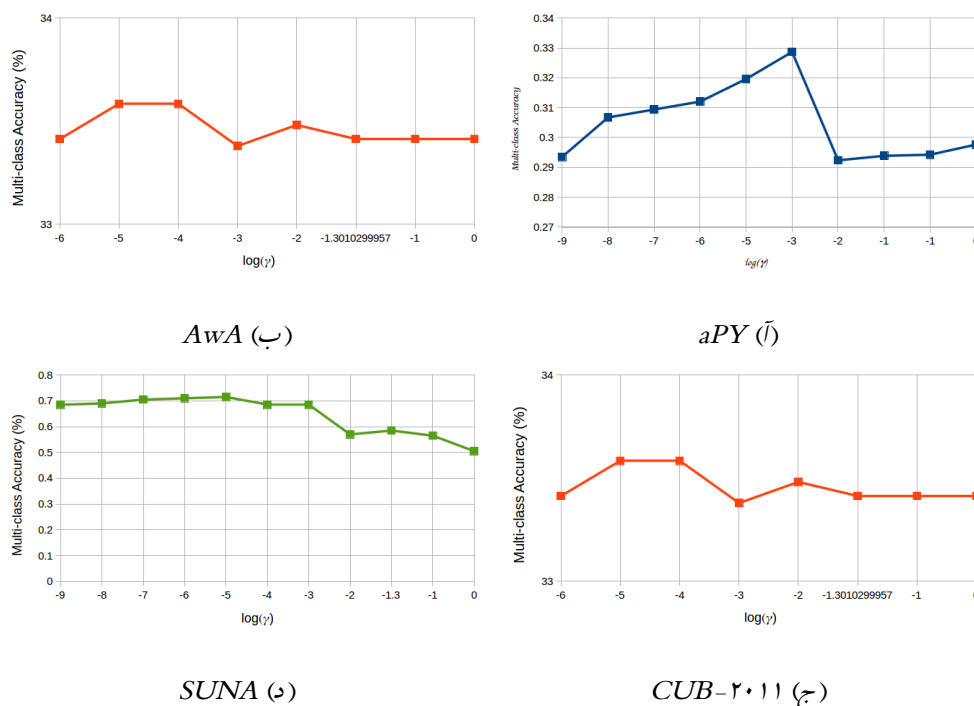 34
33
Multi-class Accuracy (%)
-6 -5 -4 -3 -2 -1.3010299957 -1 0
log(γ)
AwA (ب)
0.34
0.33
0.32
0.31
0.3
0.29
0.28
0.27
Multi-class Accuracy
-9 -8 -7 -6 -5 -3 -2 -1 -1
log(γ)
aPY (آ)
0.8
0.7
0.6
0.5
0.4
0.3
0.2
0.1
0
Multi-class Accuracy (%)
-9 -8 -7 -6 -5 -4 -3 -2 -1.3 -1 0
log(γ)
SUNA (د)
34
33
Multi-class Accuracy (%)
-6 -5 -4 -3 -2 -1.3010299957 -1
log(γ)
CUB-۲۰۱۱ (ج)